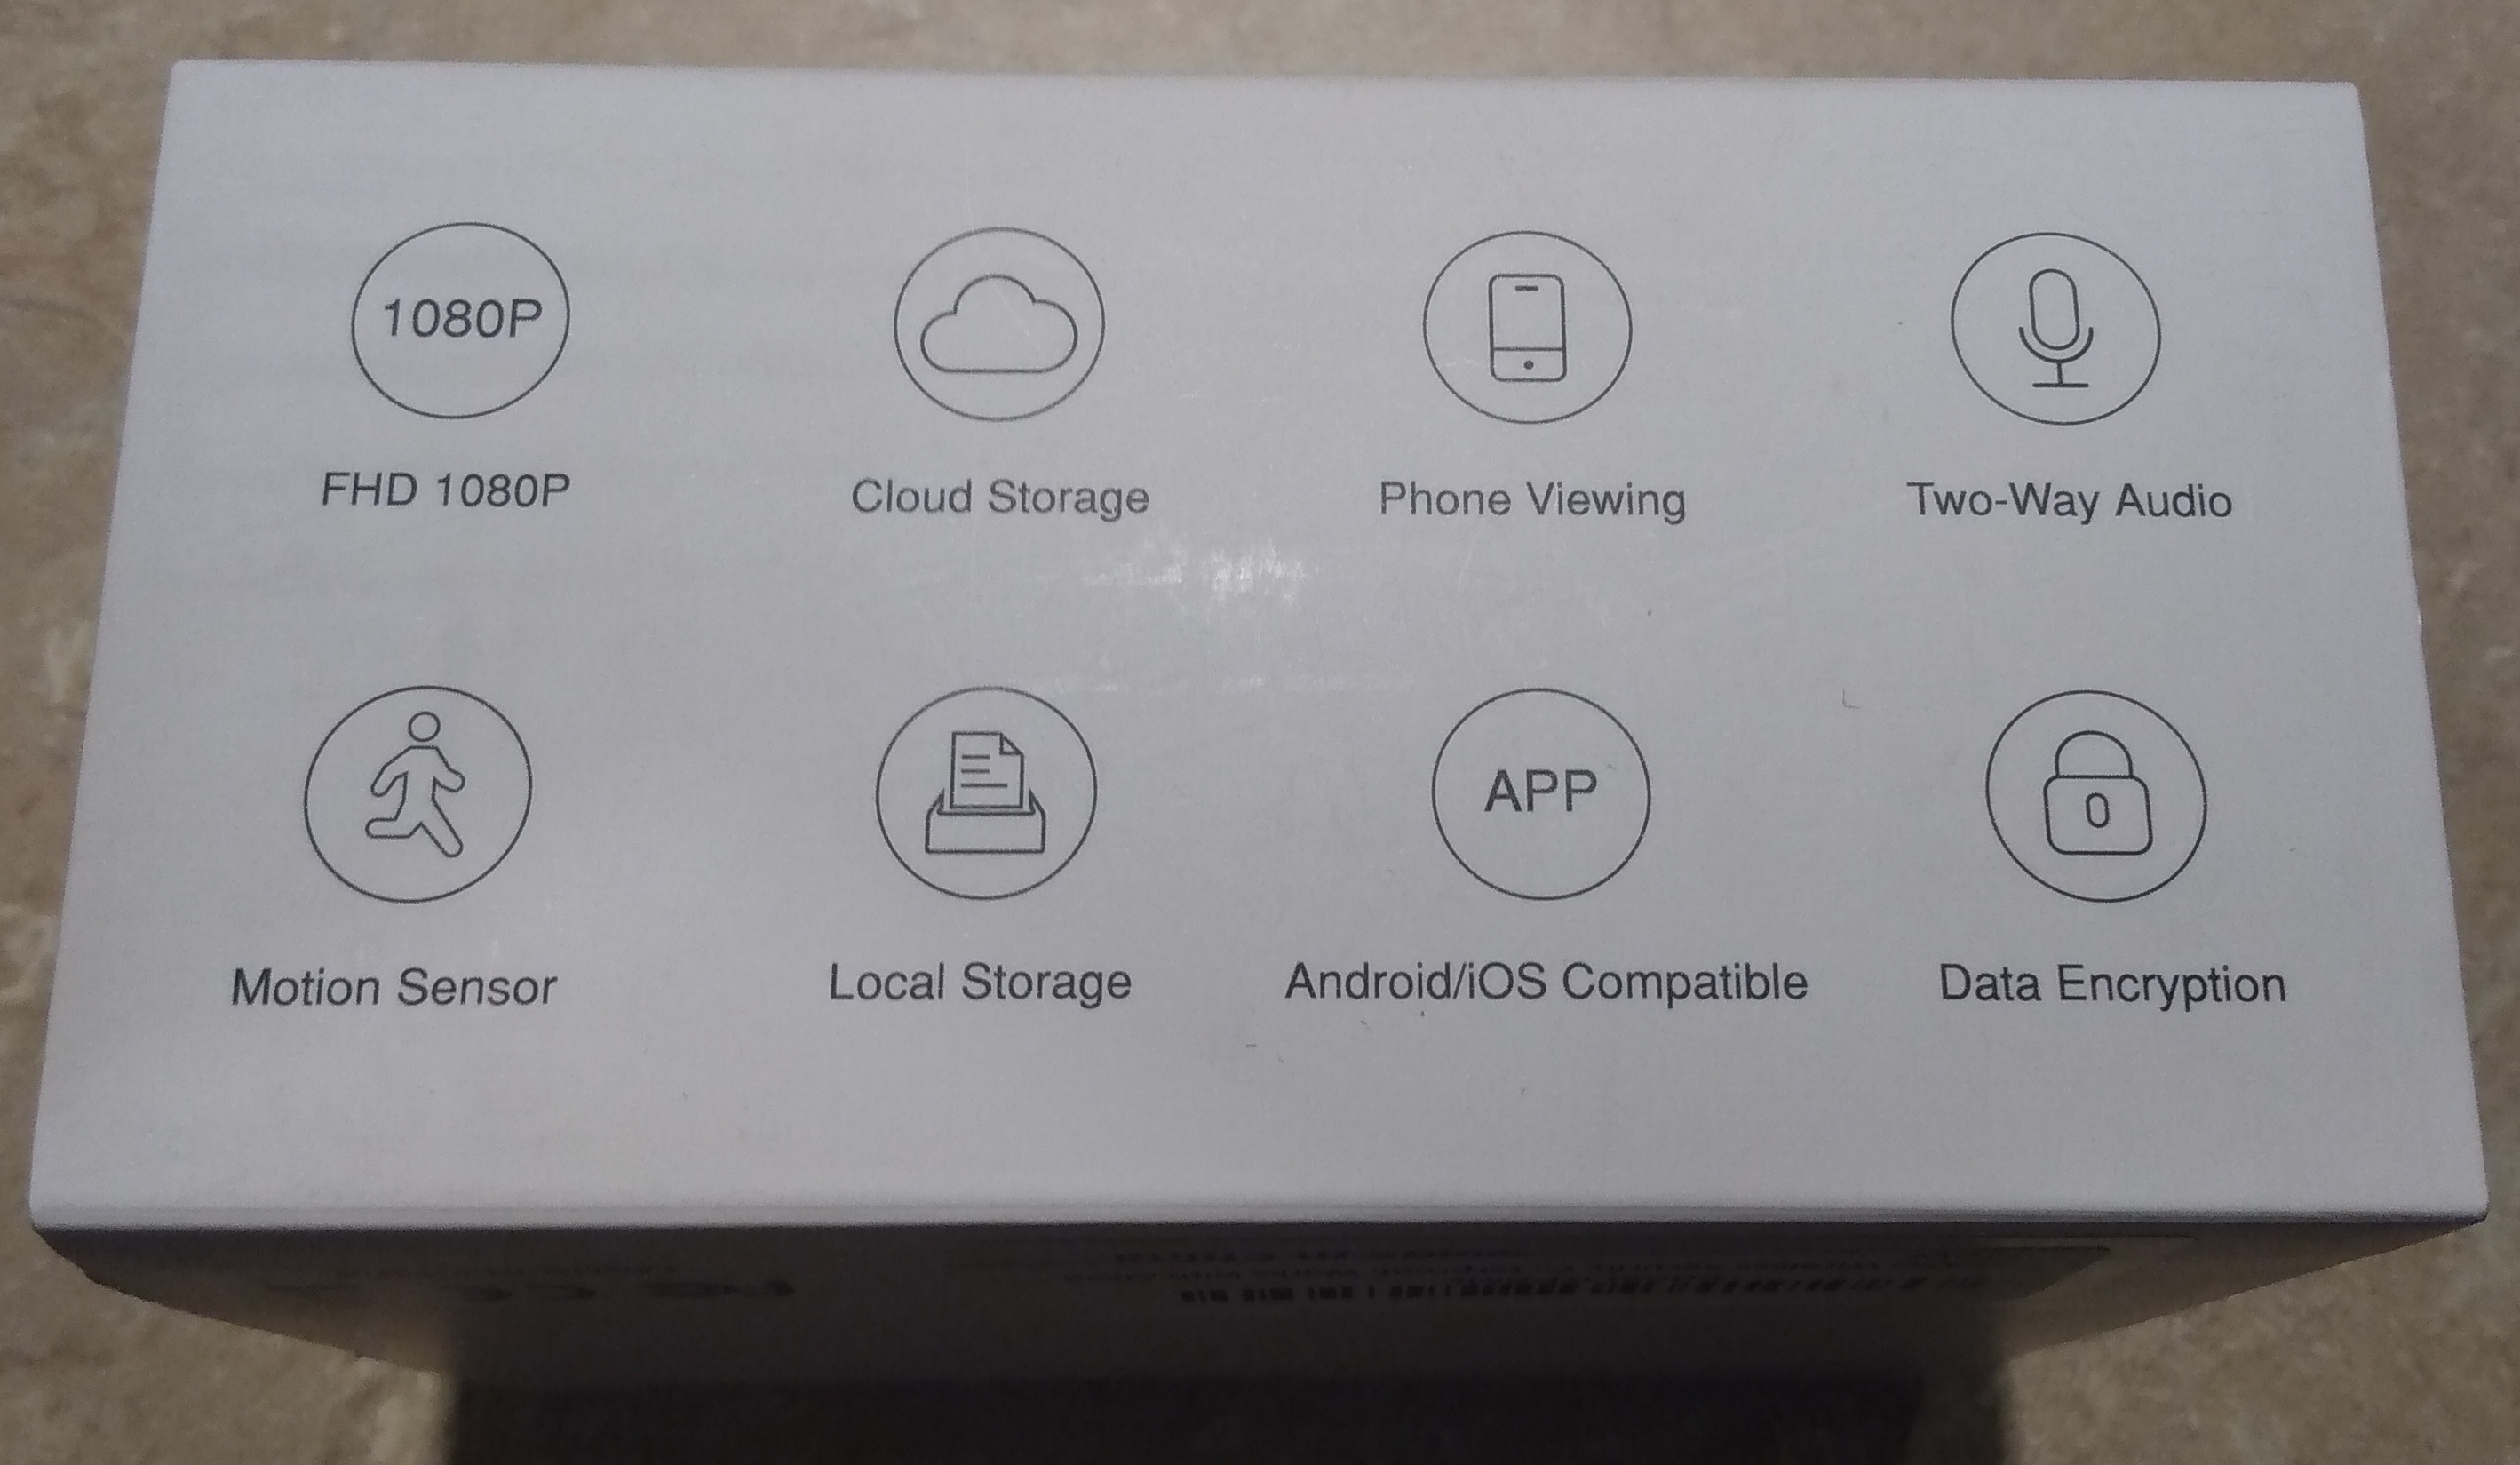 1080P
FHD 1080P
Cloud Storage
Phone Viewing
Two-Way Audio
Motion Sensor
Local Storage
APP
Android/iOS Compatible
Data Encryption